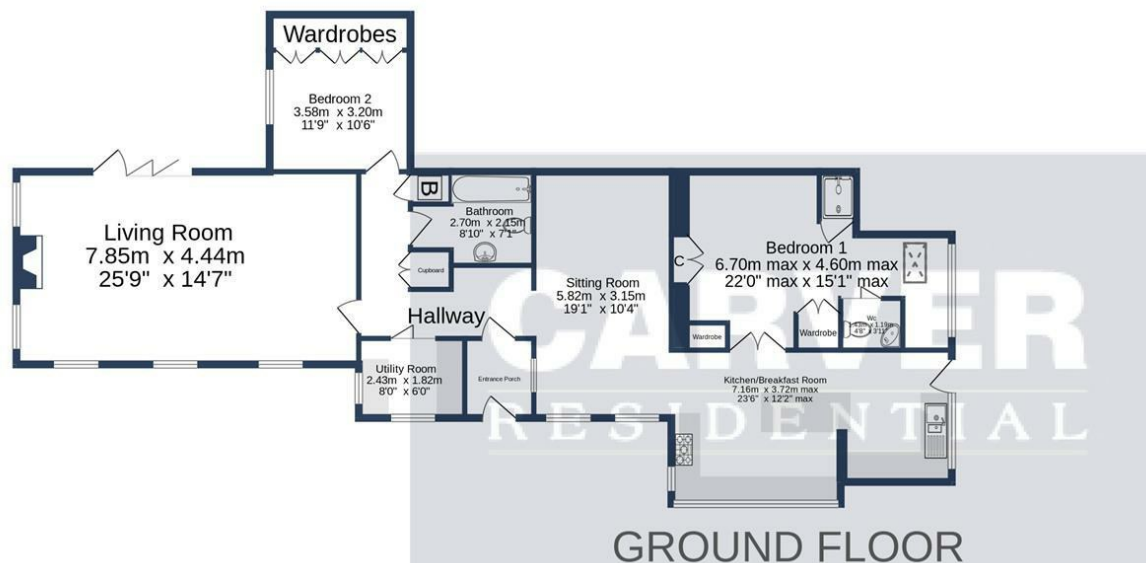 Wardrobes
Bedroom 2
3.58m x 3.20m
11'9" x 10'6"
Living Room
7.85m x 4.44m
25'9" x 14'7"
B
Bathroom
2.70m x 2.15m
8'10" x 7'1"
Cupboard
Hallway
Utility Room
2.43m x 1.82m
8'0" x 6'0"
Entrance Porch
Sitting Room
5.82m x 3.15m
19'1" x 10'4"
C
Bedroom 1
6.70m max x 4.60m max
22'0" max x 15'1" max
Wardrobe
Wardrobe
Wc
x 1.19m
x 3'11"
Kitchen/Breakfast Room
7.16m x 3.72m max
23'6" x 12'2" max
CARVER
RESIDENTIAL
GROUND FLOOR